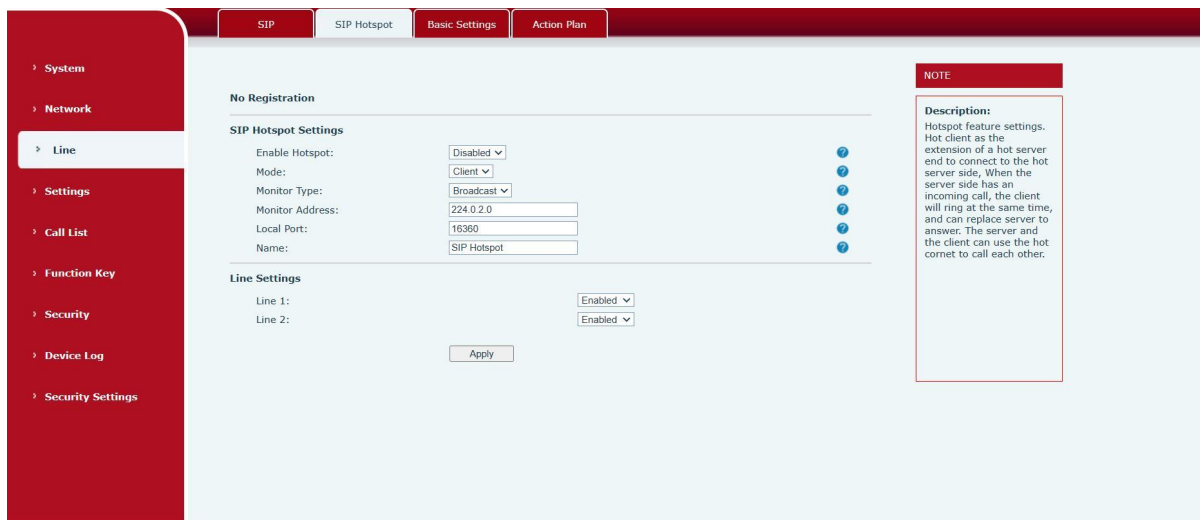 SIP
SIP Hotspot
Basic Settings
Action Plan
System
Network
Line
Settings
Call List
Function Key
Security
Device Log
Security Settings
No Registration
SIP Hotspot Settings
Enable Hotspot: Disabled ?
Mode: Client ?
Monitor Type: Broadcast ?
Monitor Address: 224.0.2.0 ?
Local Port: 16360 ?
Name: SIP Hotspot ?
Line Settings
Line 1: Enabled
Line 2: Enabled
Apply
NOTE
Description:
Hotspot feature settings.
Hot client as the
extension of a hot server
end to connect to the hot
server side, When the
server side has an
incoming call, the client
will ring at the same time,
and can replace server to
answer. The server and
the client can use the hot
cornet to call each other.